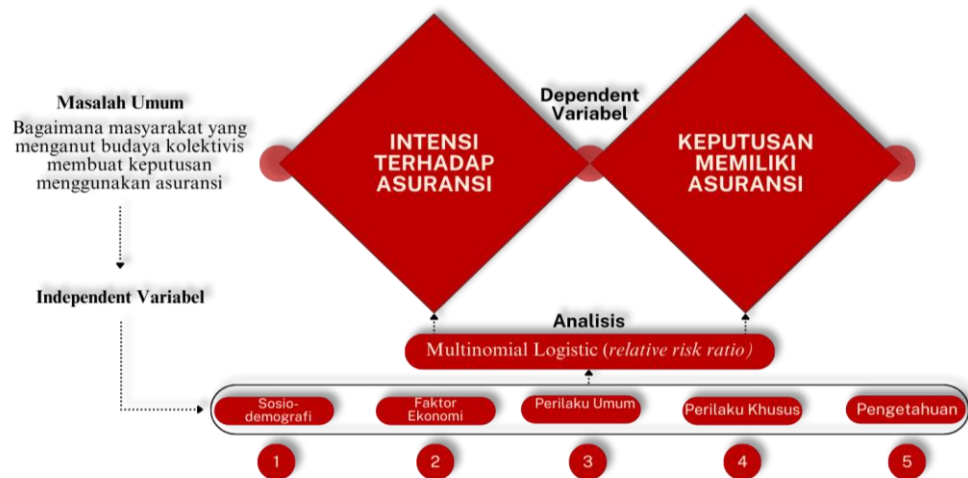 Masalah Umum
Bagaimana masyarakat yang
menganut budaya kolektivis
membuat keputusan
menggunakan asuransi
Independent Variabel
INTENSI
TERHADAP
ASURANSI
Dependent
Variabel
KEPUTUSAN
MEMILIKI
ASURANSI
Analisis
Multinomial Logistic (relative risk ratio)
Sosio-
demografi
Faktor
Ekonomi
Perilaku Umum
Perilaku Khusus
Pengetahuan
1
2
3
4
5